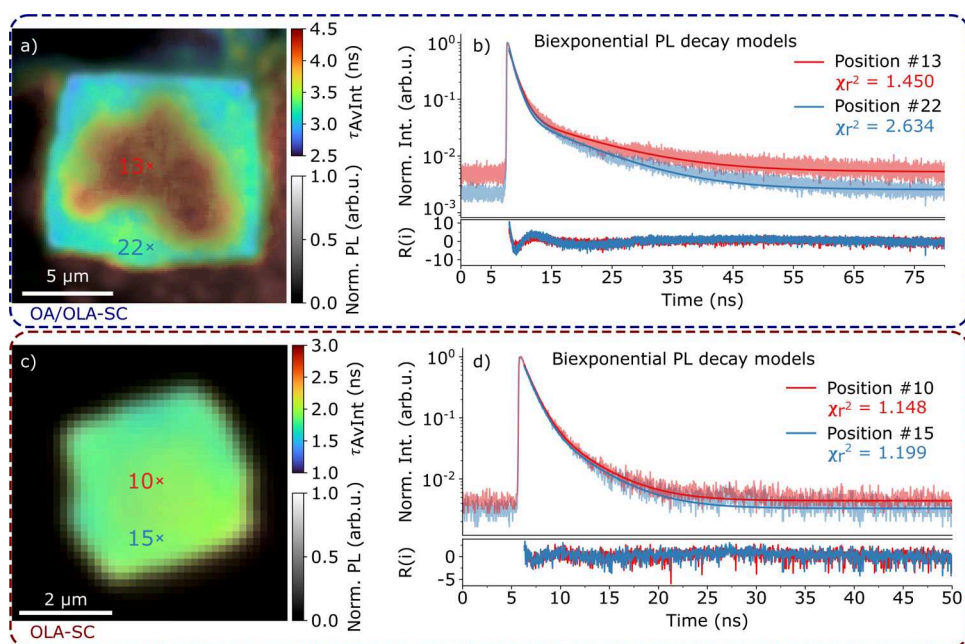 a)
13×
22×
5 μm
OA/OLA-SC
4.5
4.0
3.5
3.0
2.5
τAvInt (ns)
1.0
0.5
0.0
Norm. PL (arb.u.)
b)
Biexponential PL decay models
Position #13
χr² = 1.450
Position #22
χr² = 2.634
Norm. Int. (arb.u.)
10⁰
10⁻¹
10⁻²
10⁻³
R(i)
10
0
-10
0 5 15 25 35 45 55 65 75
Time (ns)
c)
10×
15×
2 μm
OLA-SC
3.0
2.5
2.0
1.5
1.0
τAvInt (ns)
1.0
0.5
0.0
Norm. PL (arb.u.)
d)
Biexponential PL decay models
Position #10
χr² = 1.148
Position #15
χr² = 1.199
Norm. Int. (arb.u.)
10⁰
10⁻¹
10⁻²
R(i)
0
-5
0 5 10 15 20 25 30 35 40 45 50
Time (ns)